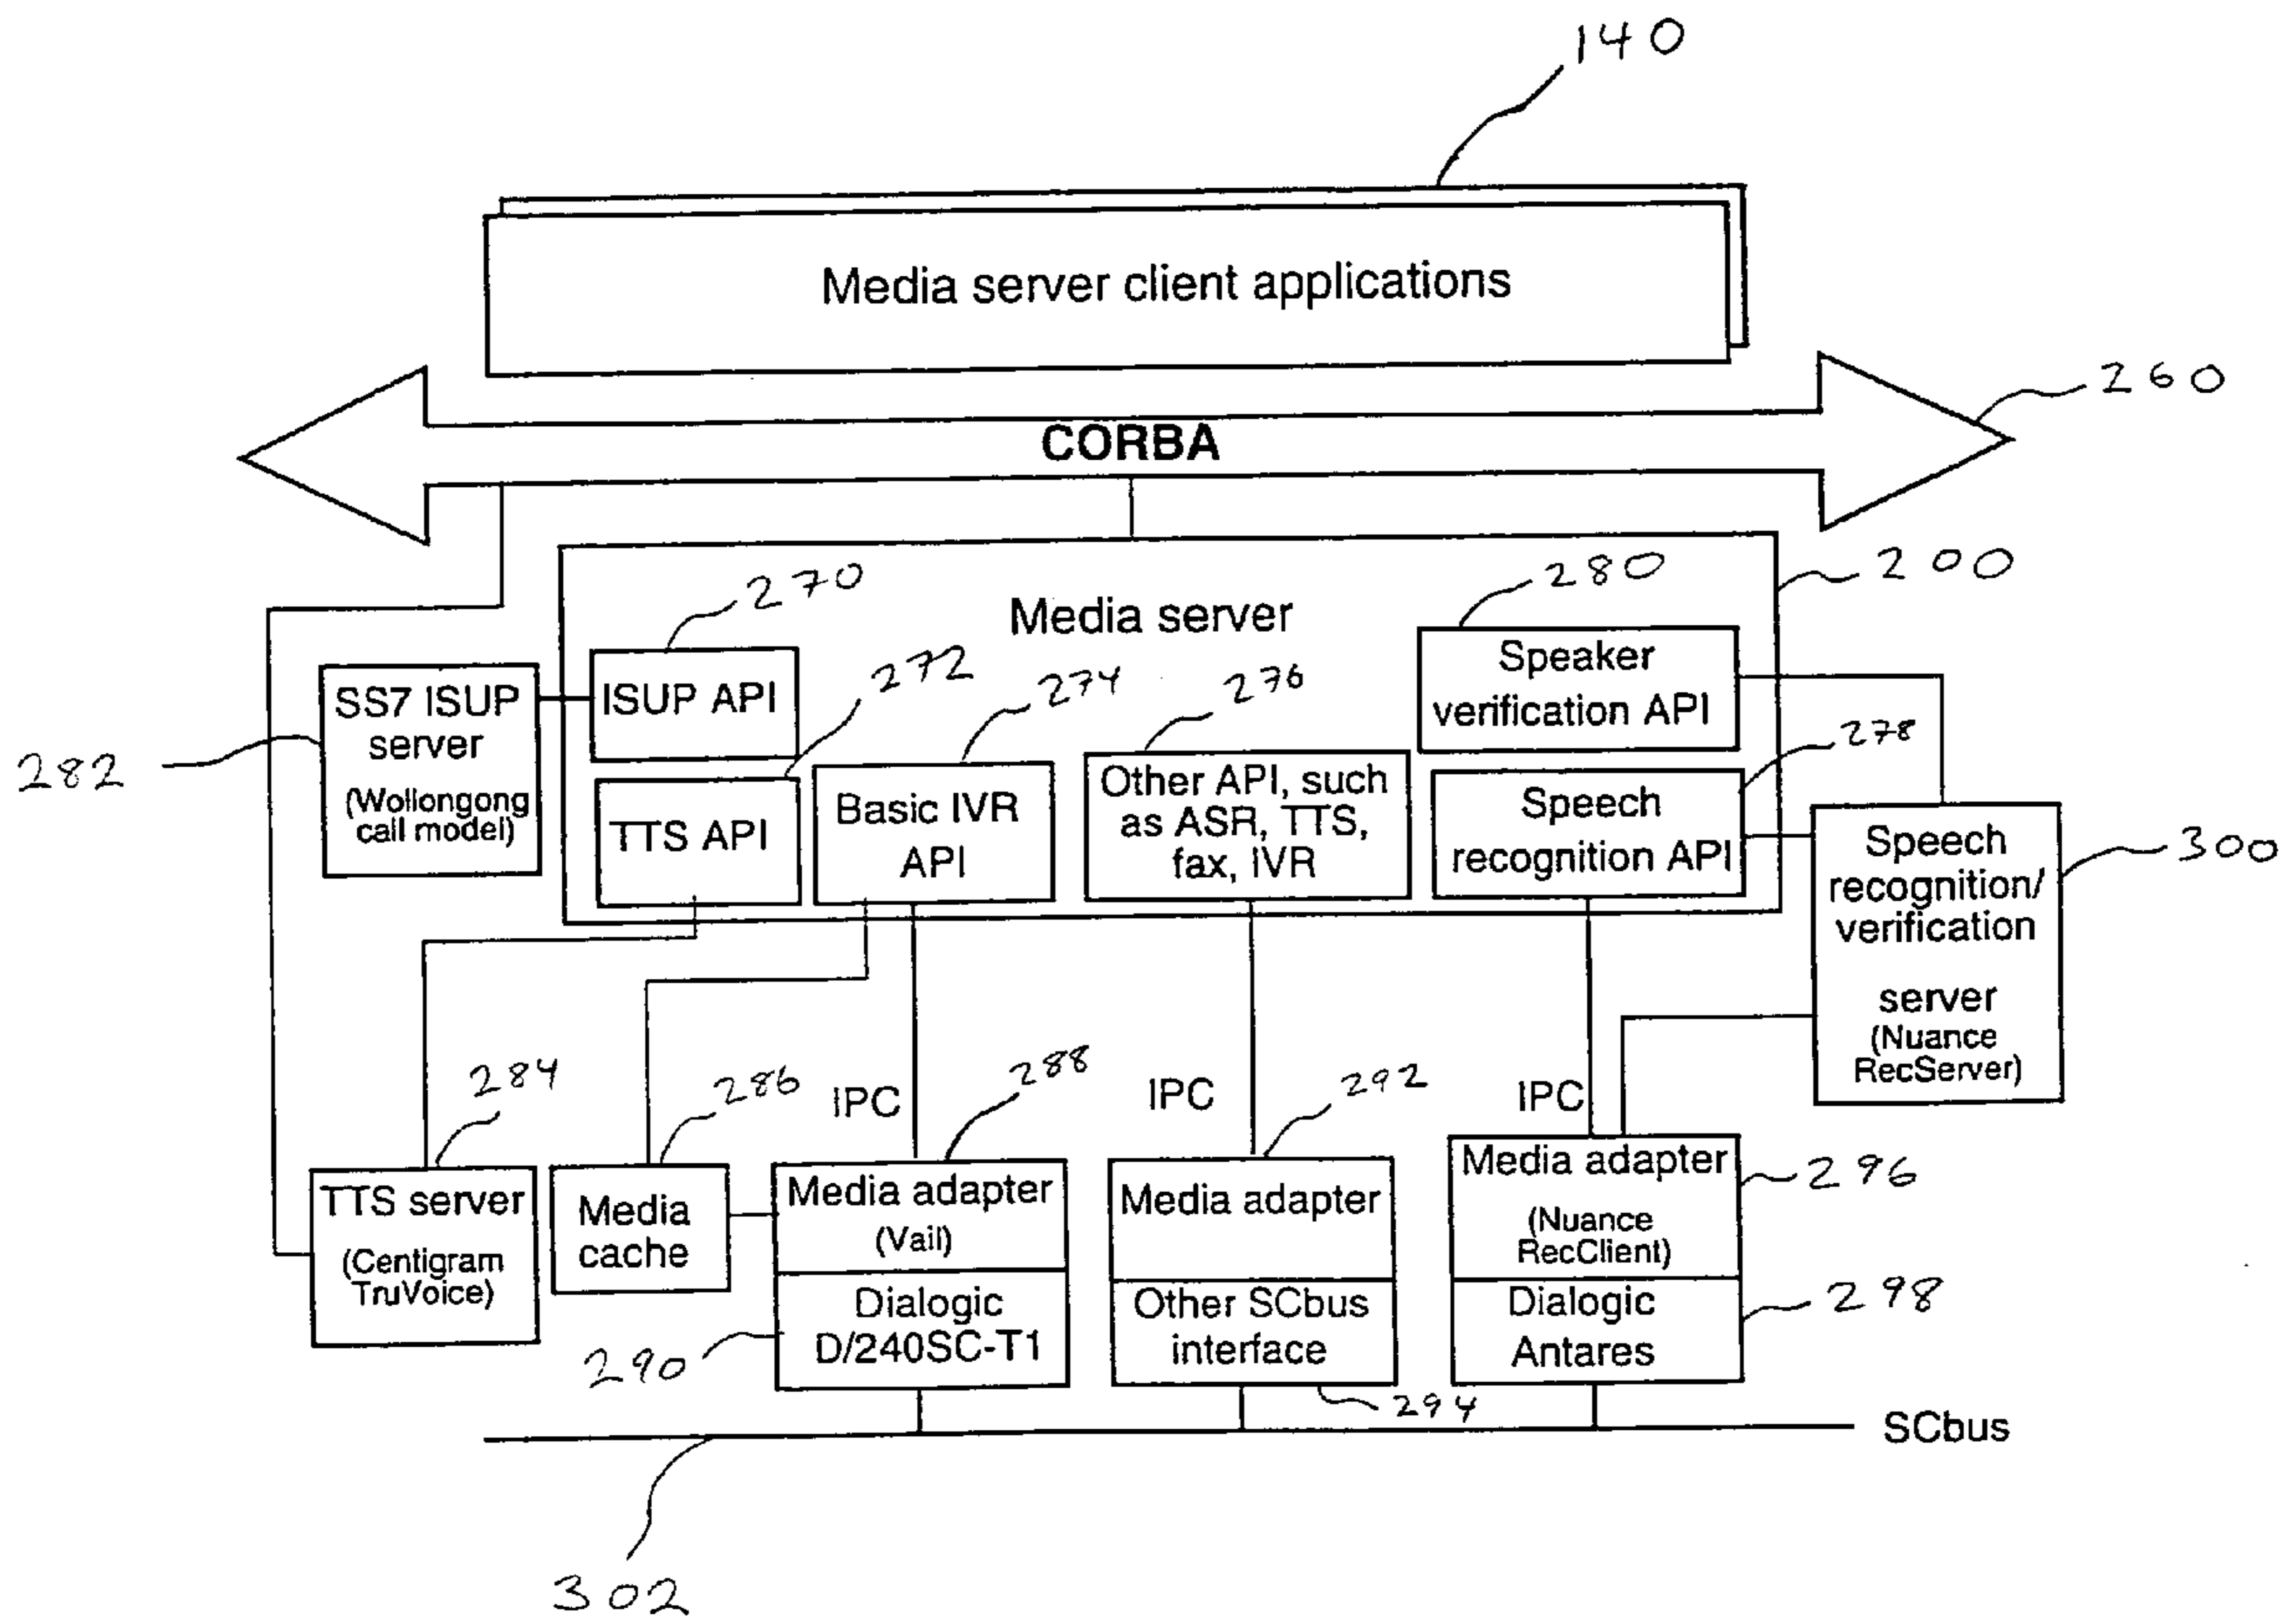 140
Media server client applications
260
CORBA
200
270
280
Media server
272
274
276
Speaker
verification API
278
SS7 ISUP
server
(Wollongong
call model)
282
ISUP API
TTS API
Basic IVR
API
Other API, such
as ASR, TTS,
fax, IVR
Speech
recognition API
Speech
recognition/
verification
server
(Nuance
RecServer)
300
284
286
IPC
288
IPC
292
IPC
TTS server
(Centigram
TruVoice)
Media
cache
Media adapter
(Vail)
Dialogic
D/240SC-T1
290
Media adapter
Other SCbus
interface
294
Media adapter
(Nuance
RecClient)
296
Dialogic
Antares
298
SCbus
302